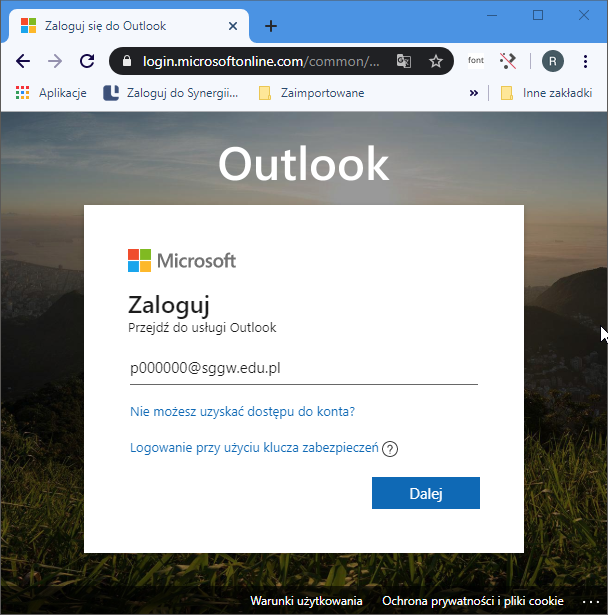 Zaloguj się do Outlook
login.microsoftonline.com/common/...
font
R
Aplikacje
Zaloguj do Synergii...
Zaimportowane
»
Inne zakładki
Outlook
Microsoft
Zaloguj
Przejdź do usługi Outlook
p000000@sggw.edu.pl
Nie możesz uzyskać dostępu do konta?
Logowanie przy użyciu klucza zabezpieczeń ?
Dalej
Warunki użytkowania
Ochrona prywatności i pliki cookie
...